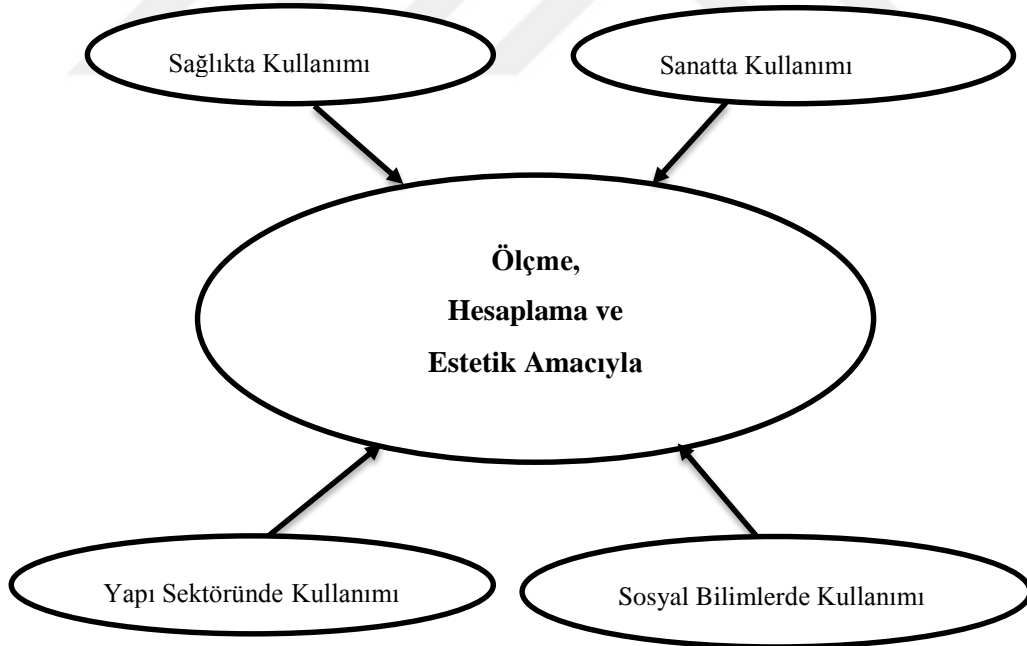 Sağlıkta Kullanımı
Sanatta Kullanımı
Ölçme,
Hesaplama ve
Estetik Amacıyla
Yapı Sektöründe Kullanımı
Sosyal Bilimlerde Kullanımı